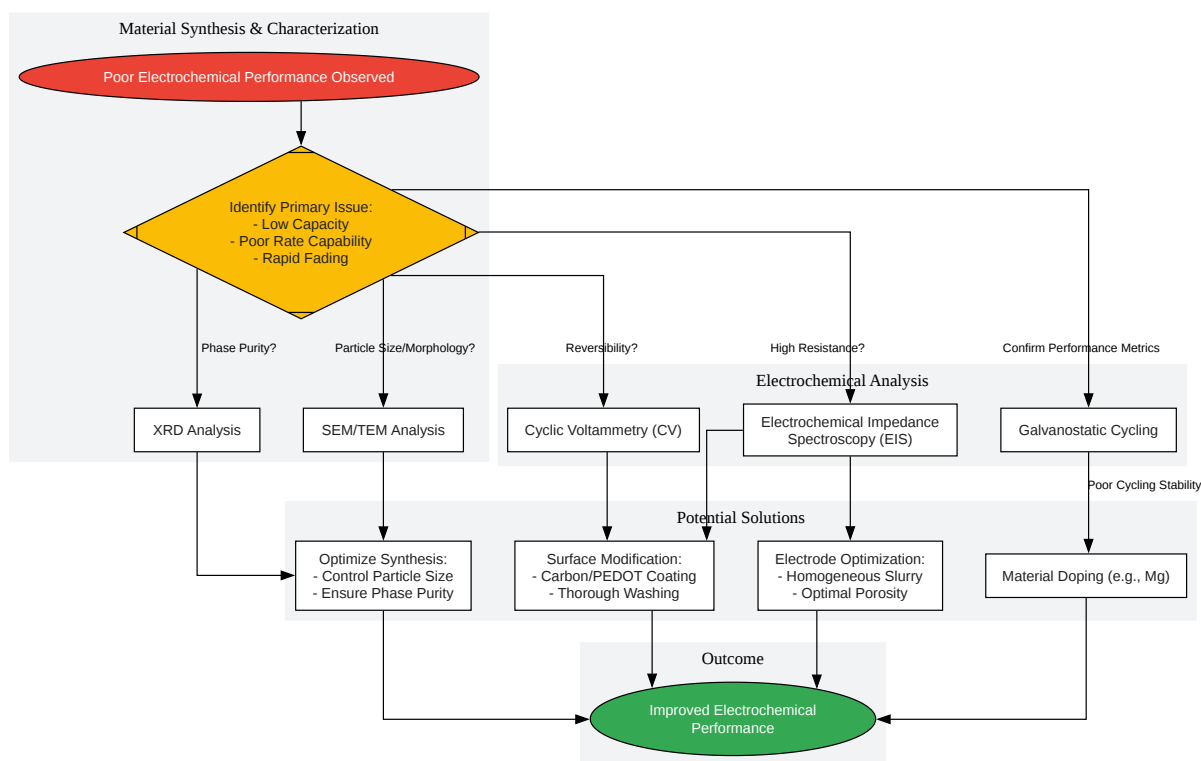 Material Synthesis & Characterization
Poor Electrochemical Performance Observed
Identify Primary Issue:
- Low Capacity
- Poor Rate Capability
- Rapid Fading
Phase Purity?
Particle Size/Morphology?
Reversibility?
High Resistance?
Confirm Performance Metrics
Electrochemical Analysis
XRD Analysis
SEM/TEM Analysis
Cyclic Voltammetry (CV)
Electrochemical Impedance
Spectroscopy (EIS)
Galvanostatic Cycling
Poor Cycling Stability
Potential Solutions
Optimize Synthesis:
- Control Particle Size
- Ensure Phase Purity
Surface Modification:
- Carbon/PEDOT Coating
- Thorough Washing
Electrode Optimization:
- Homogeneous Slurry
- Optimal Porosity
Material Doping (e.g., Mg)
Outcome
Improved Electrochemical
Performance